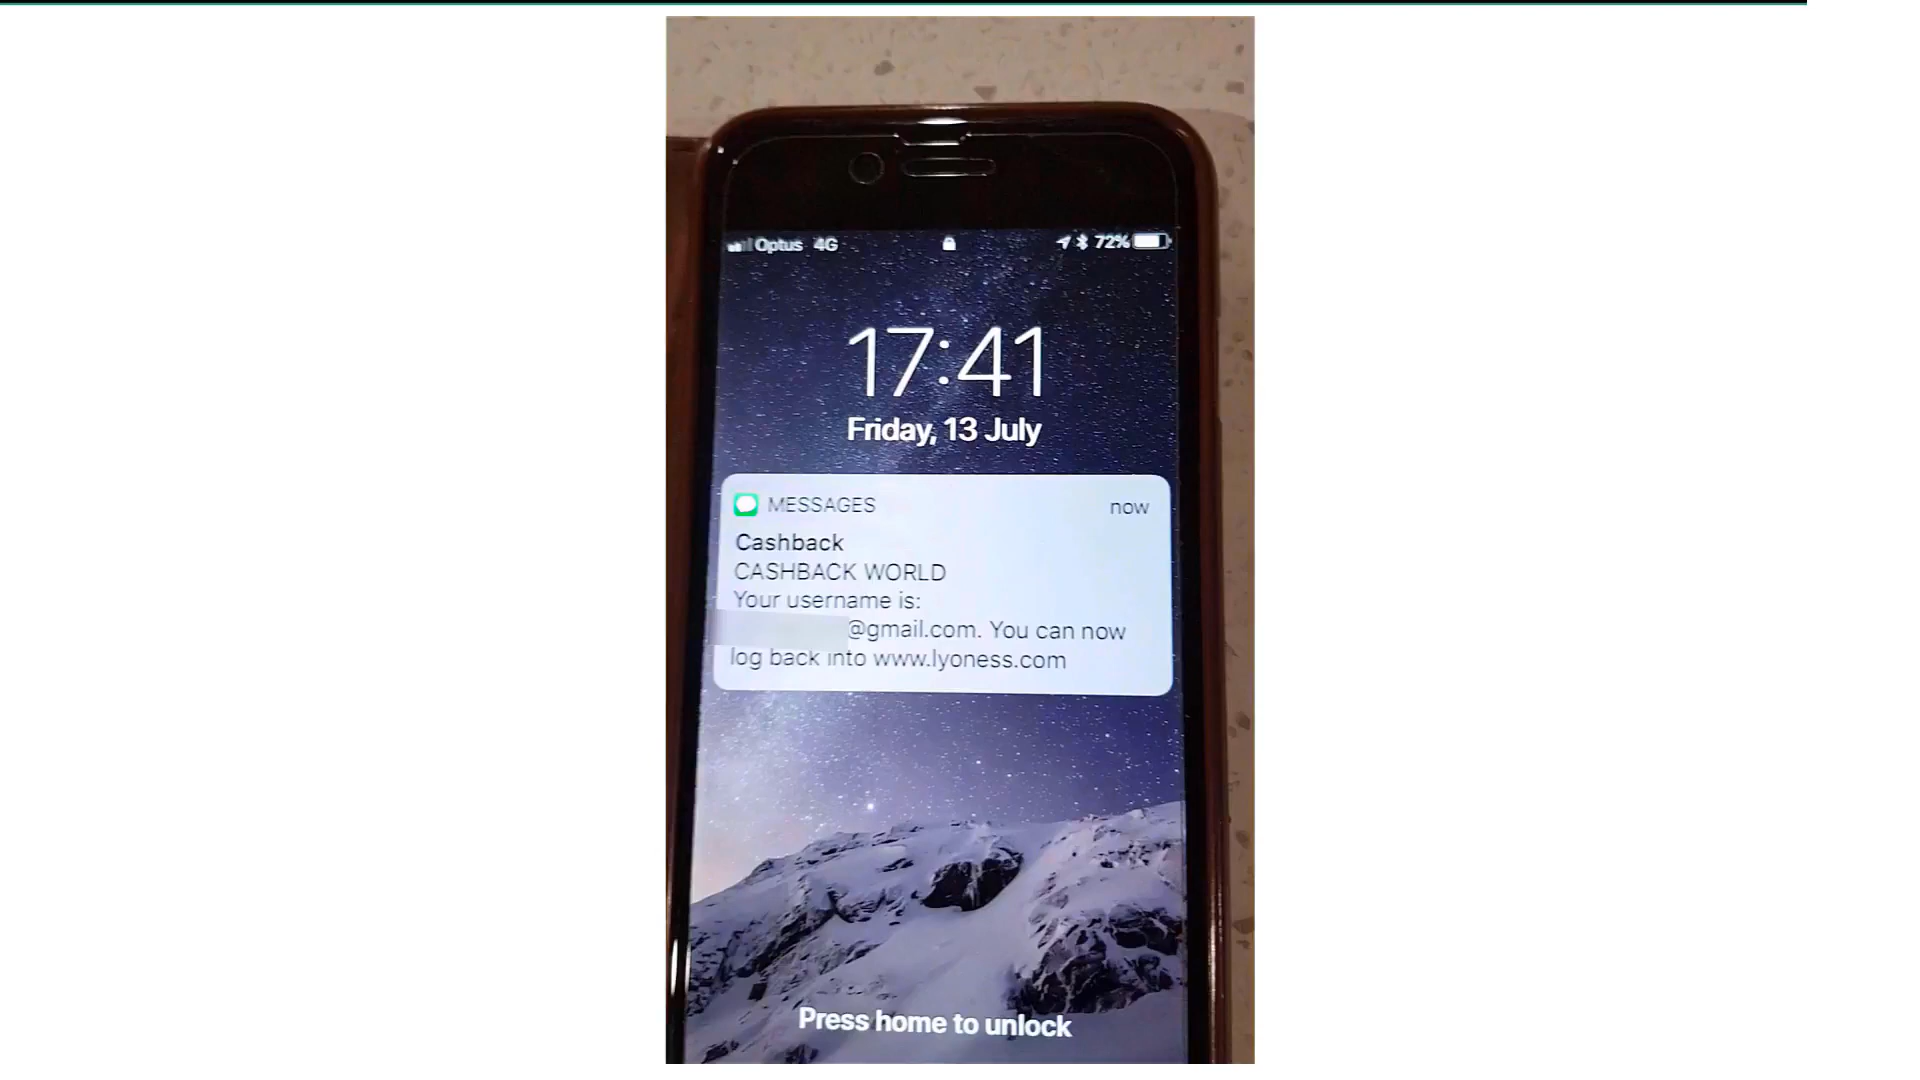 Optus 4G 72%
17:41
Friday, 13 July
MESSAGES now
Cashback
CASHBACK WORLD
Your username is:
@gmail.com. You can now
log back into www.lyoness.com
Press home to unlock